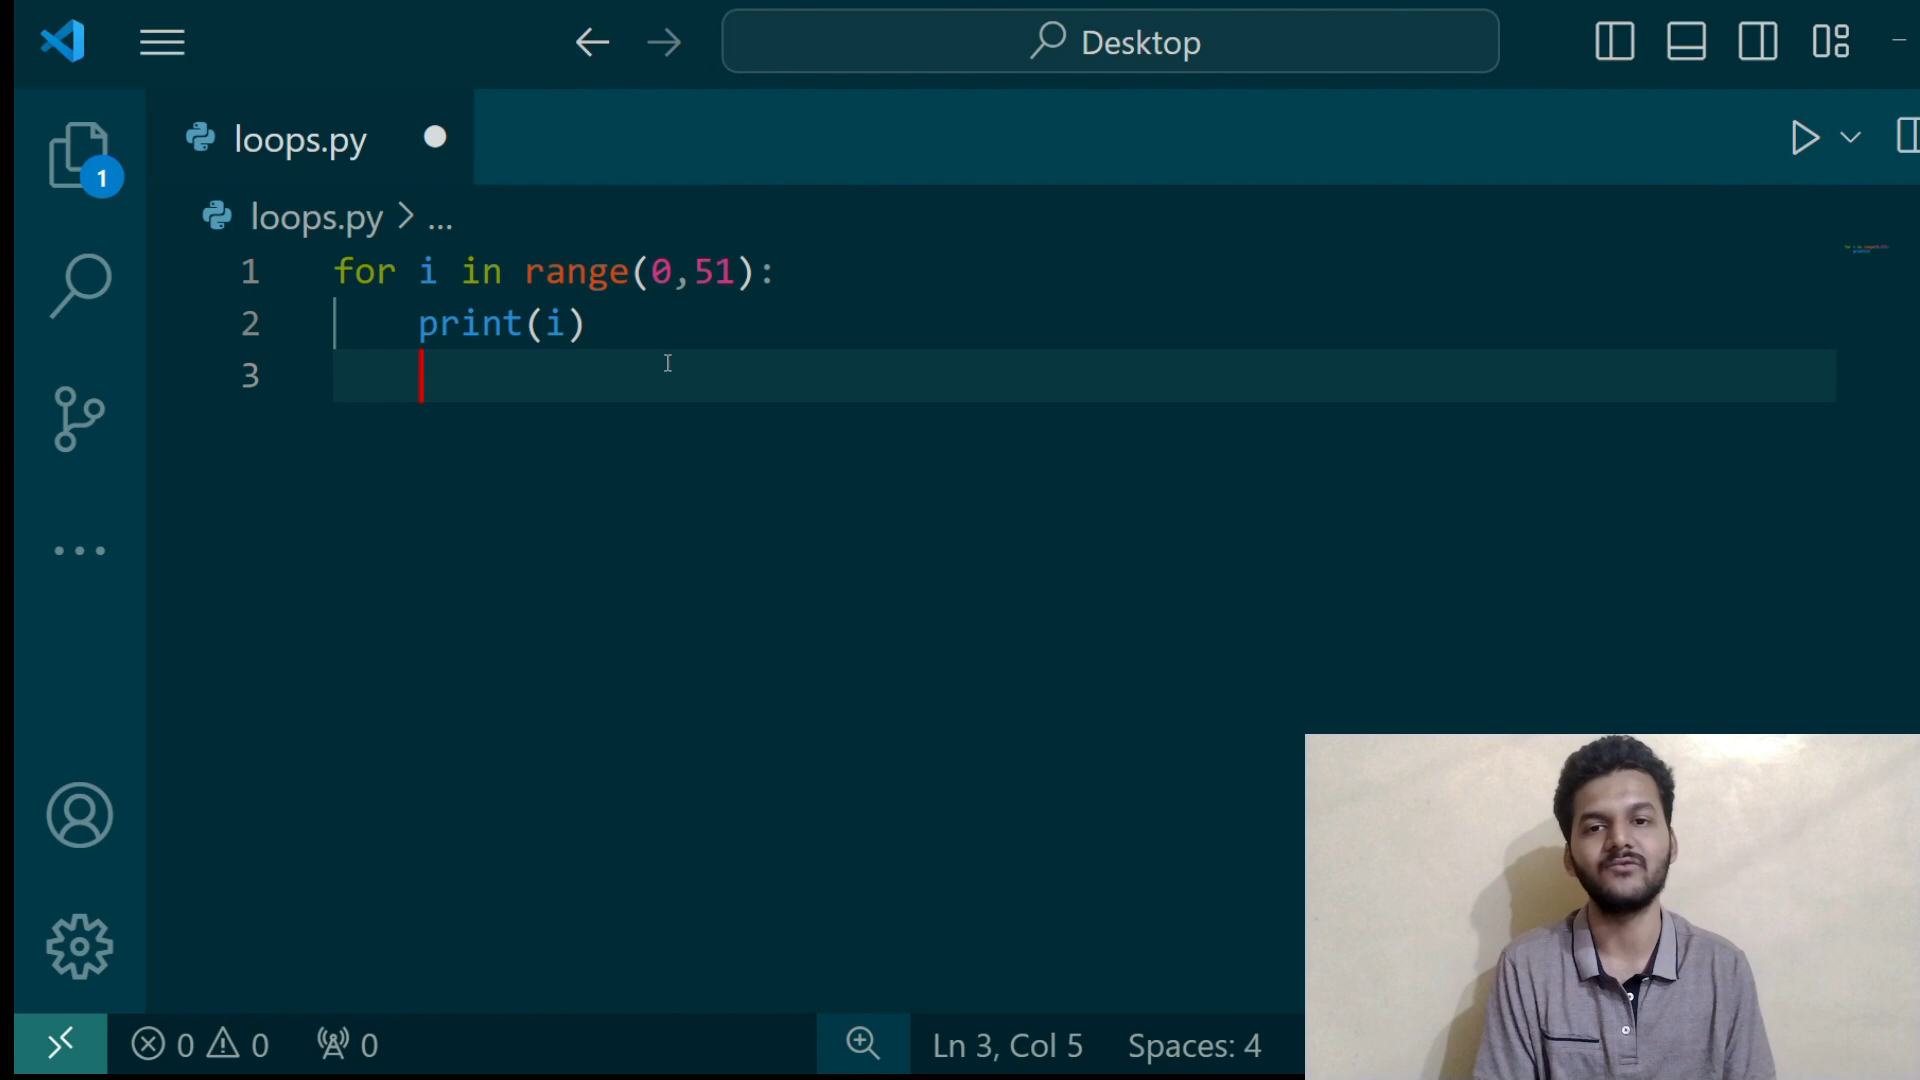 Desktop
loops.py
1
loops.py > ...
1 for i in range(0,51):
2     print(i)
3
0 0 0 Ln 3, Col 5 Spaces: 4